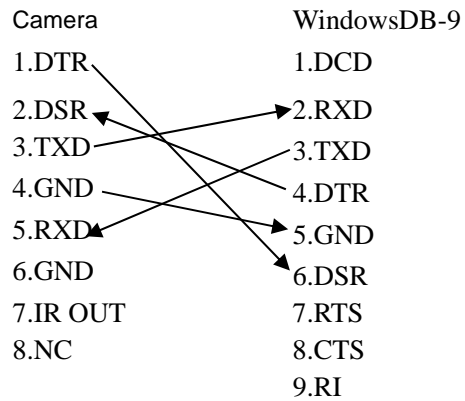 Camera
1.DTR
2.DSR
3.TXD
4.GND
5.RXD
6.GND
7.IR OUT
8.NC
WindowsDB-9
1.DCD
2.RXD
3.TXD
4.DTR
5.GND
6.DSR
7.RTS
8.CTS
9.RI